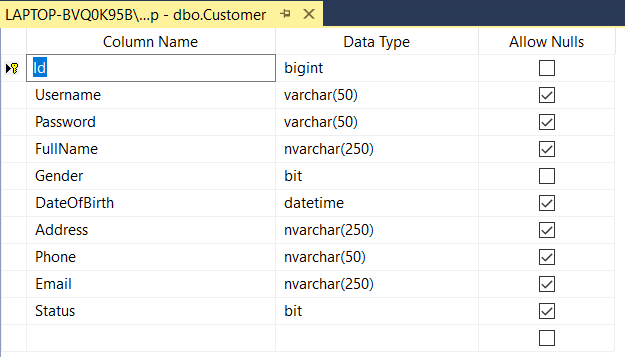 LAPTOP-BVQ0K95B\...p - dbo.Customer
Column Name Data Type Allow Nulls
Id bigint
Username varchar(50)
Password varchar(50)
FullName nvarchar(250)
Gender bit
DateOfBirth datetime
Address nvarchar(250)
Phone nvarchar(50)
Email nvarchar(250)
Status bit